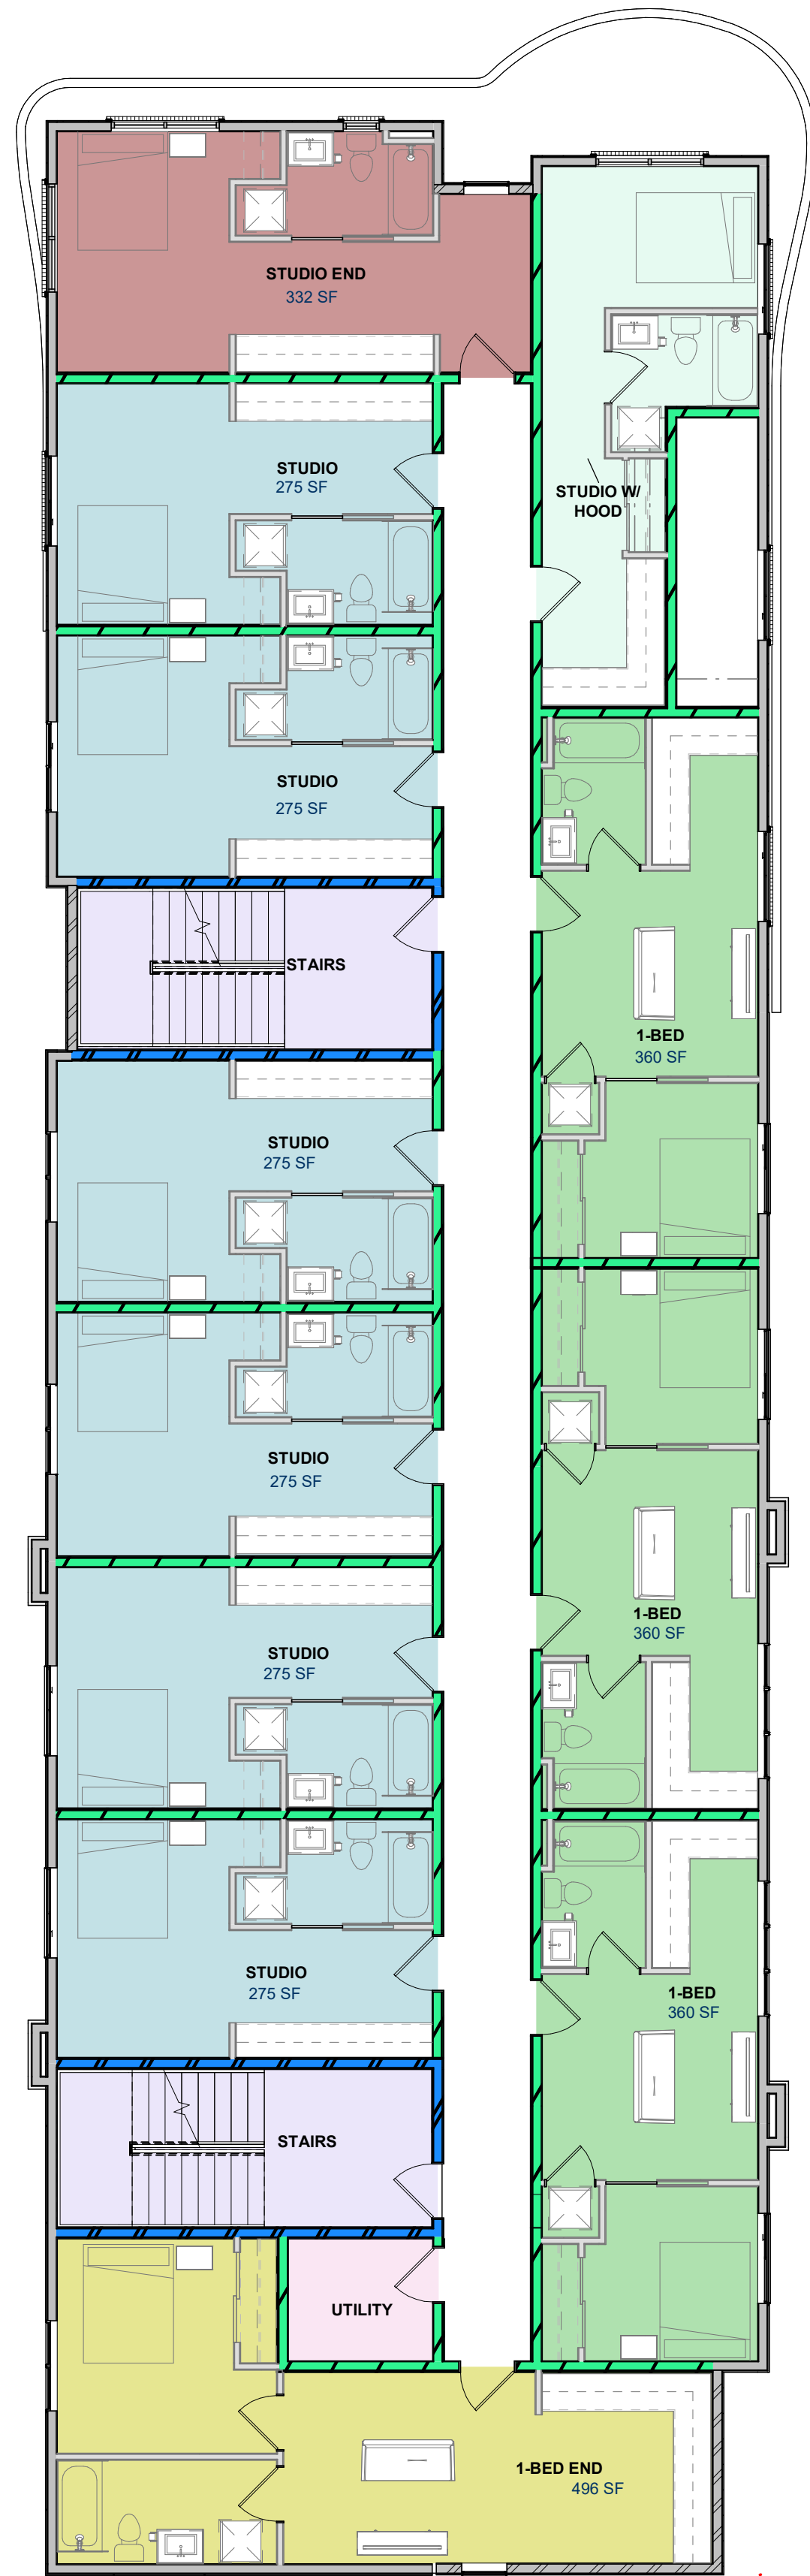 STUDIO END
332 SF
STUDIO
275 SF
STUDIO W/
HOOD
STUDIO
275 SF
STAIRS
1-BED
360 SF
STUDIO
275 SF
STUDIO
275 SF
1-BED
360 SF
STUDIO
275 SF
STUDIO
275 SF
1-BED
360 SF
STAIRS
UTILITY
1-BED END
496 SF